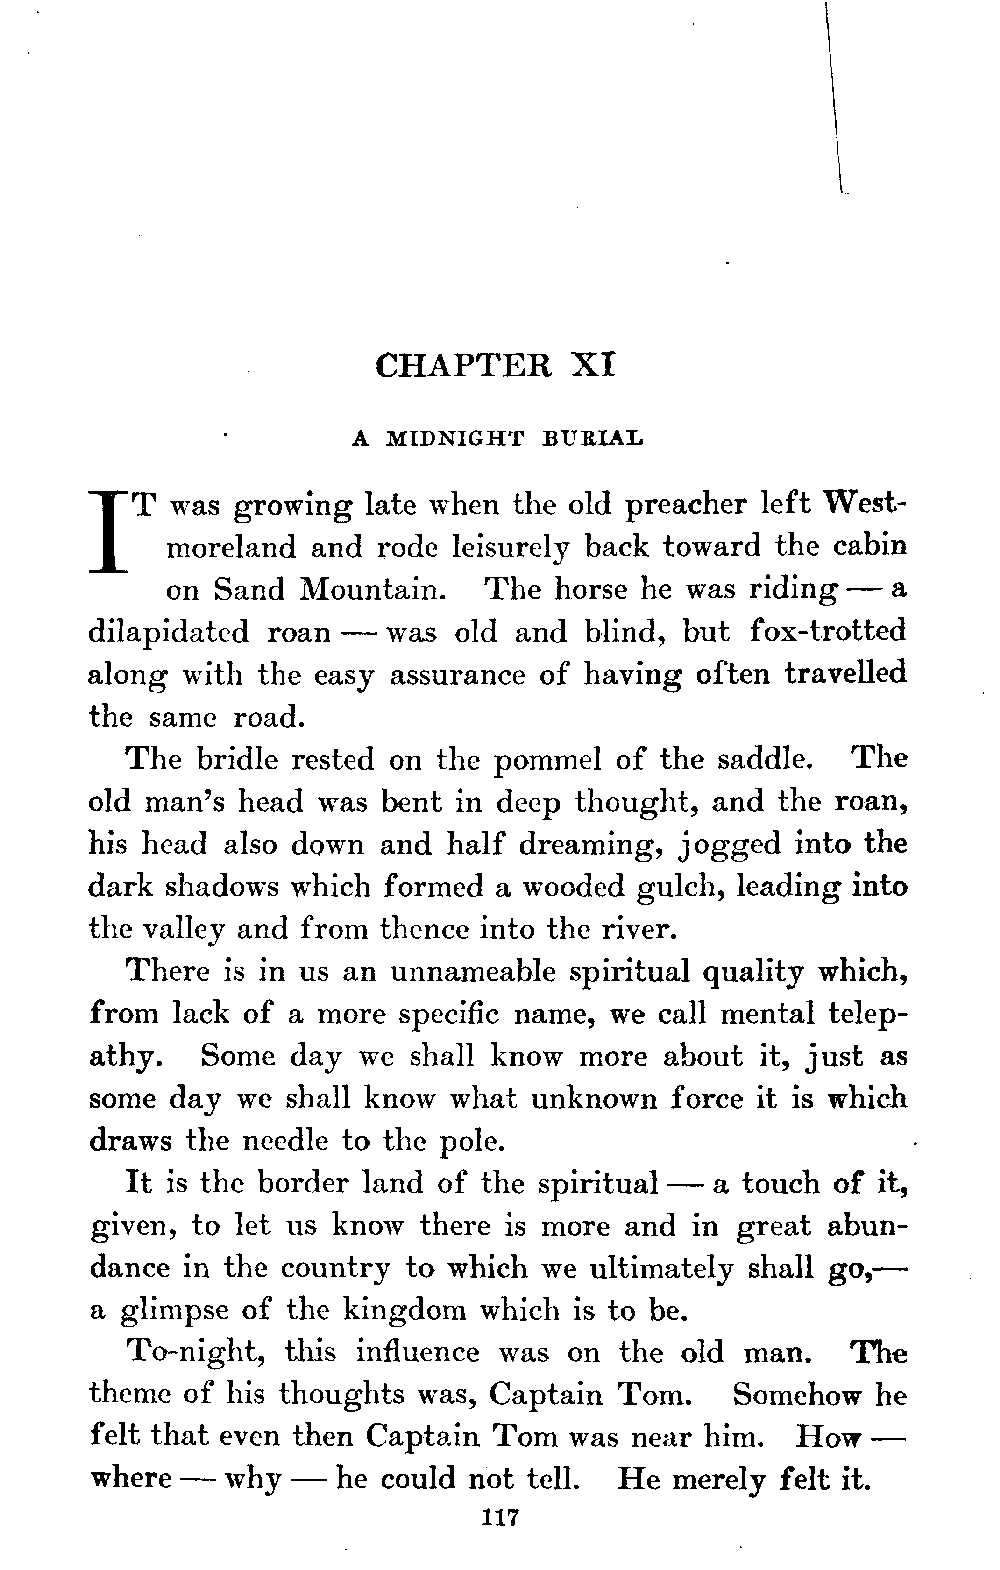 CHAPTER XI
A MIDNIGHT BURIAL
IT was growing late when the old preacher left West-
moreland and rode leisurely back toward the cabin
on Sand Mountain. The horse he was riding — a
dilapidated roan — was old and blind, but fox-trotted
along with the easy assurance of having often travelled
the same road.
The bridle rested on the pommel of the saddle. The
old man's head was bent in deep thought, and the roan,
his head also down and half dreaming, jogged into the
dark shadows which formed a wooded gulch, leading into
the valley and from thence into the river.
There is in us an unnameable spiritual quality which,
from lack of a more specific name, we call mental telep-
athy. Some day we shall know more about it, just as
some day we shall know what unknown force it is which
draws the needle to the pole.
It is the border land of the spiritual — a touch of it,
given, to let us know there is more and in great abun-
dance in the country to which we ultimately shall go,—
a glimpse of the kingdom which is to be.
To-night, this influence was on the old man. The
theme of his thoughts was, Captain Tom. Somehow he
felt that even then Captain Tom was near him. How —
where — why — he could not tell. He merely felt it.
117